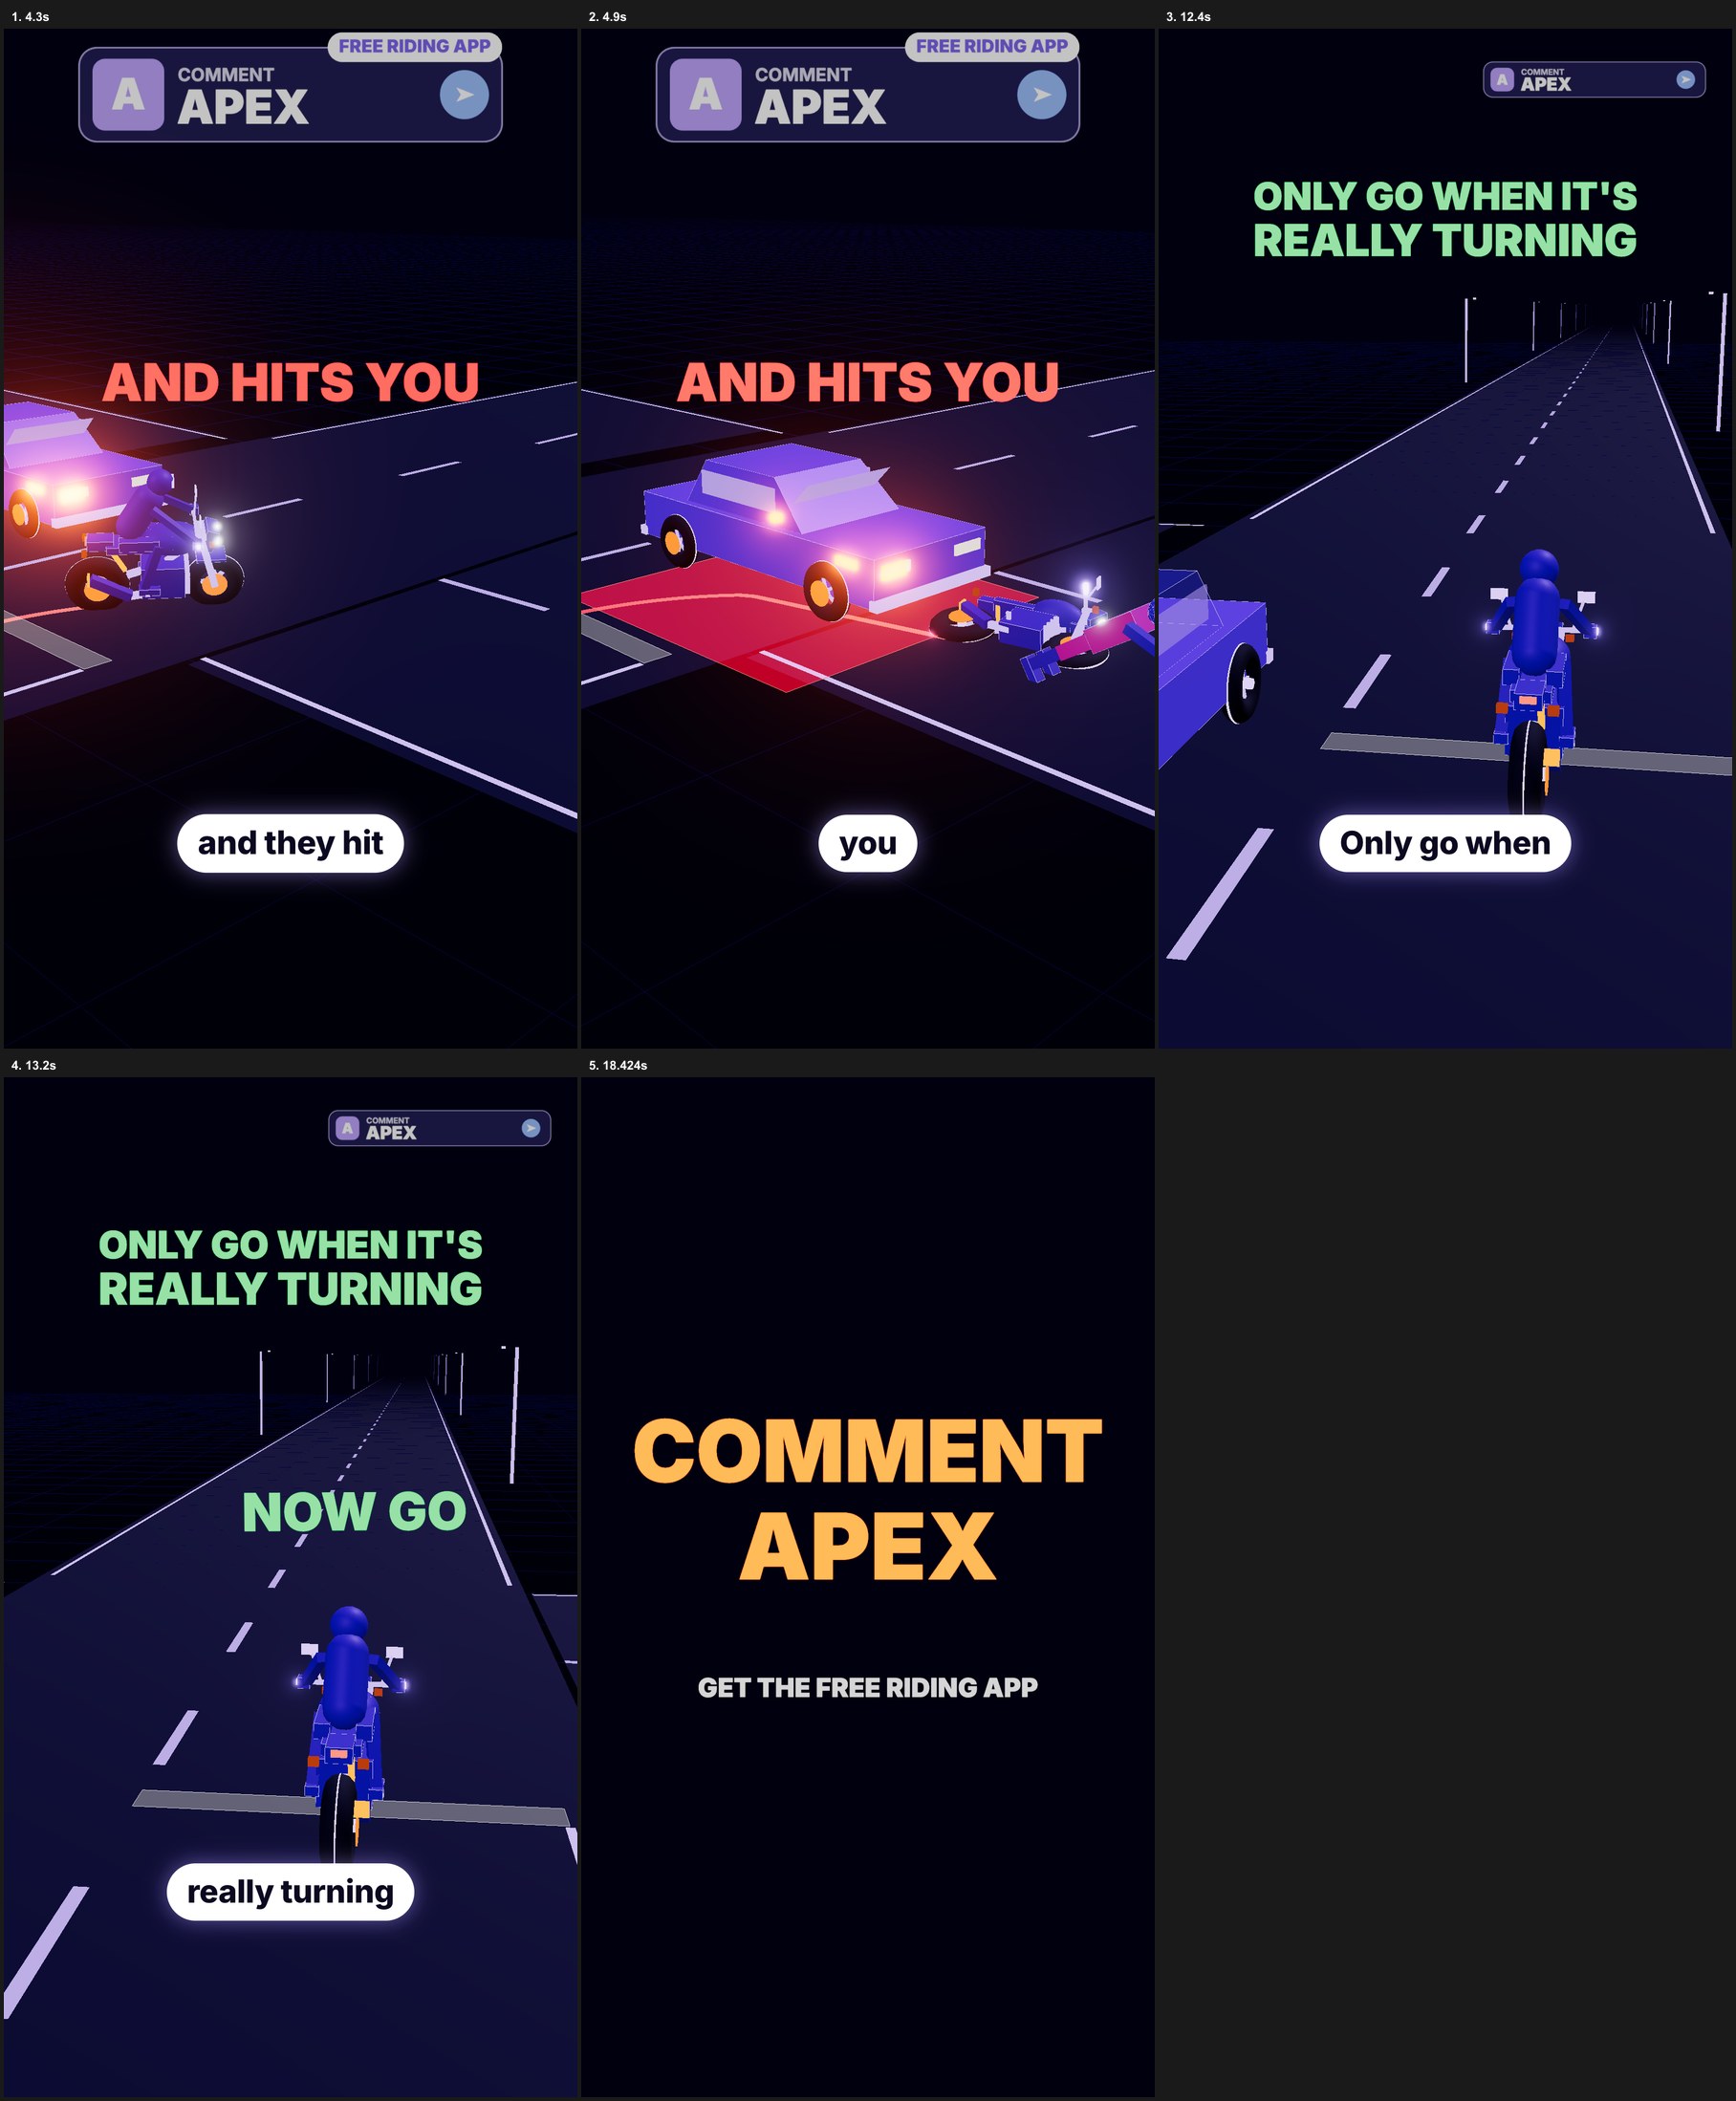 1. 4.3s
FREE RIDING APP
A
COMMENT
APEX
AND HITS YOU
and they hit
2. 4.9s
FREE RIDING APP
A
COMMENT
APEX
AND HITS YOU
you
3. 12.4s
A
COMMENT
APEX
ONLY GO WHEN IT'S
REALLY TURNING
Only go when
4. 13.2s
A
COMMENT
APEX
ONLY GO WHEN IT'S
REALLY TURNING
NOW GO
really turning
5. 18.424s
COMMENT
APEX
GET THE FREE RIDING APP